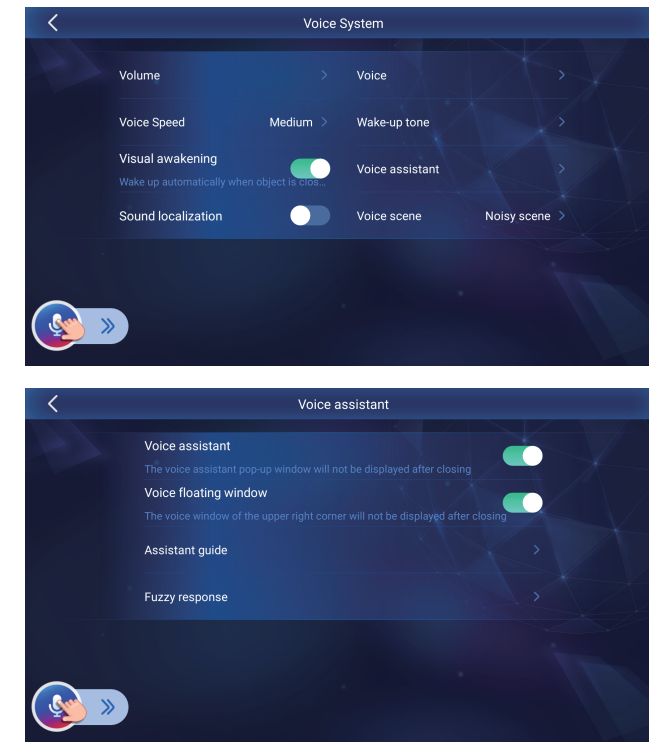 Voice System
Volume
Voice
Voice Speed Medium
Wake-up tone
Visual awakening
Wake up automatically when object is clos...
Voice assistant
Sound localization
Voice scene Noisy scene
Voice assistant
Voice assistant
The voice assistant pop-up window will not be displayed after closing
Voice floating window
The voice window of the upper right corner will not be displayed after closing
Assistant guide
Fuzzy response